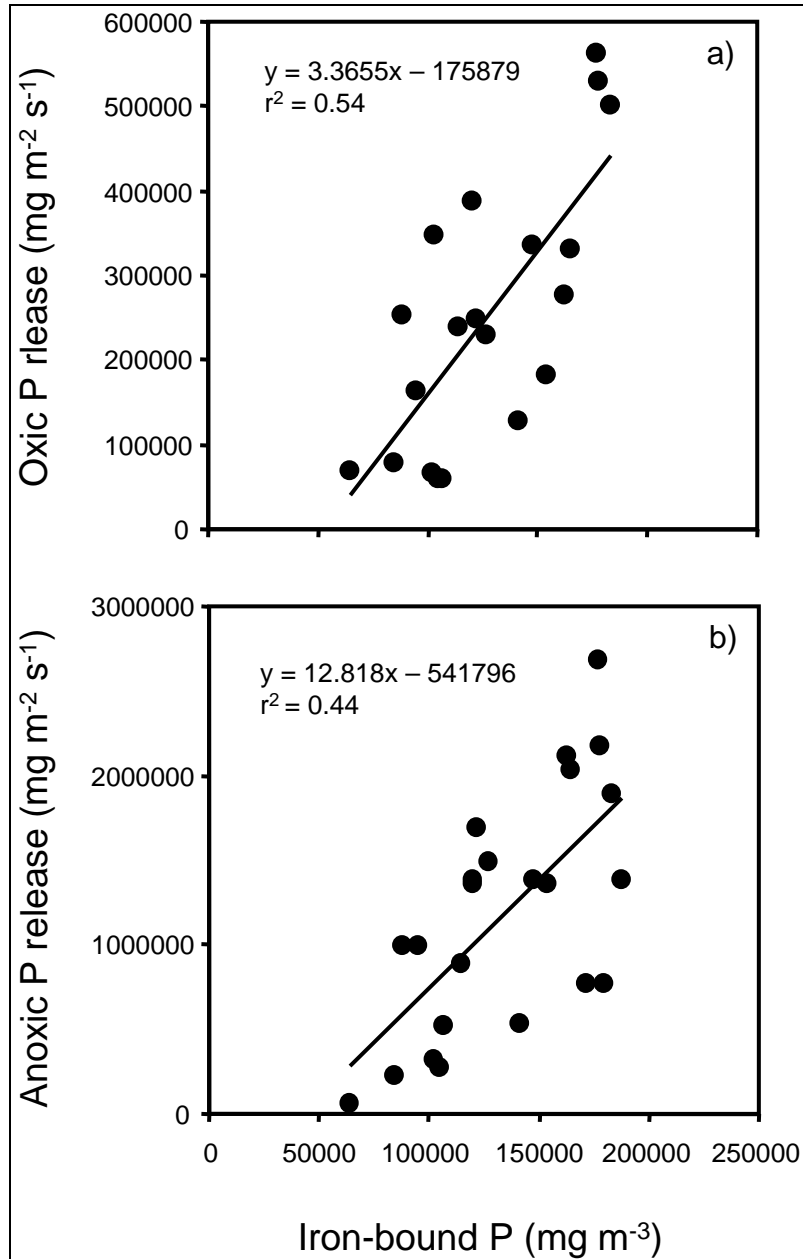 600000
500000
400000
300000
200000
100000
0
Oxic P rlease (mg m-2 s-1)
y = 3.3655x – 175879
r2 = 0.54
a)
3000000
2000000
1000000
0
Anoxic P release (mg m-2 s-1)
y = 12.818x – 541796
r2 = 0.44
b)
0 50000 100000 150000 200000 250000
Iron-bound P (mg m-3)